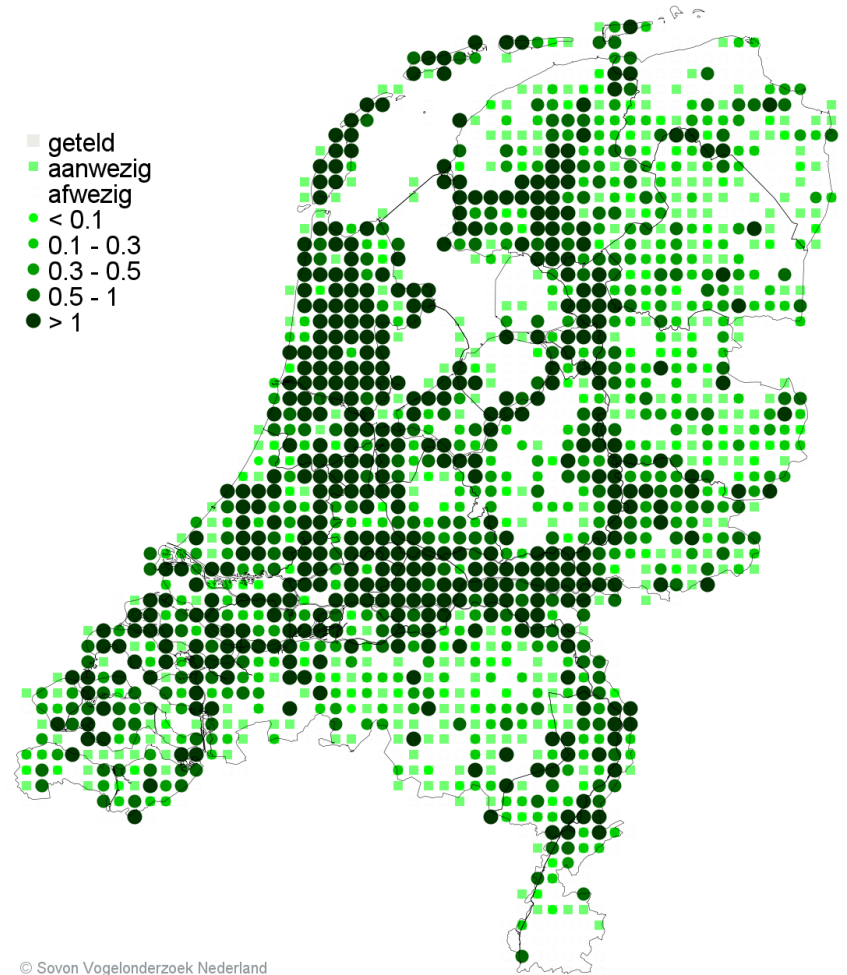 geteld
aanwezig
afwezig
< 0.1
0.1 - 0.3
0.3 - 0.5
0.5 - 1
> 1
© Sovon Vogelonderzoek Nederland